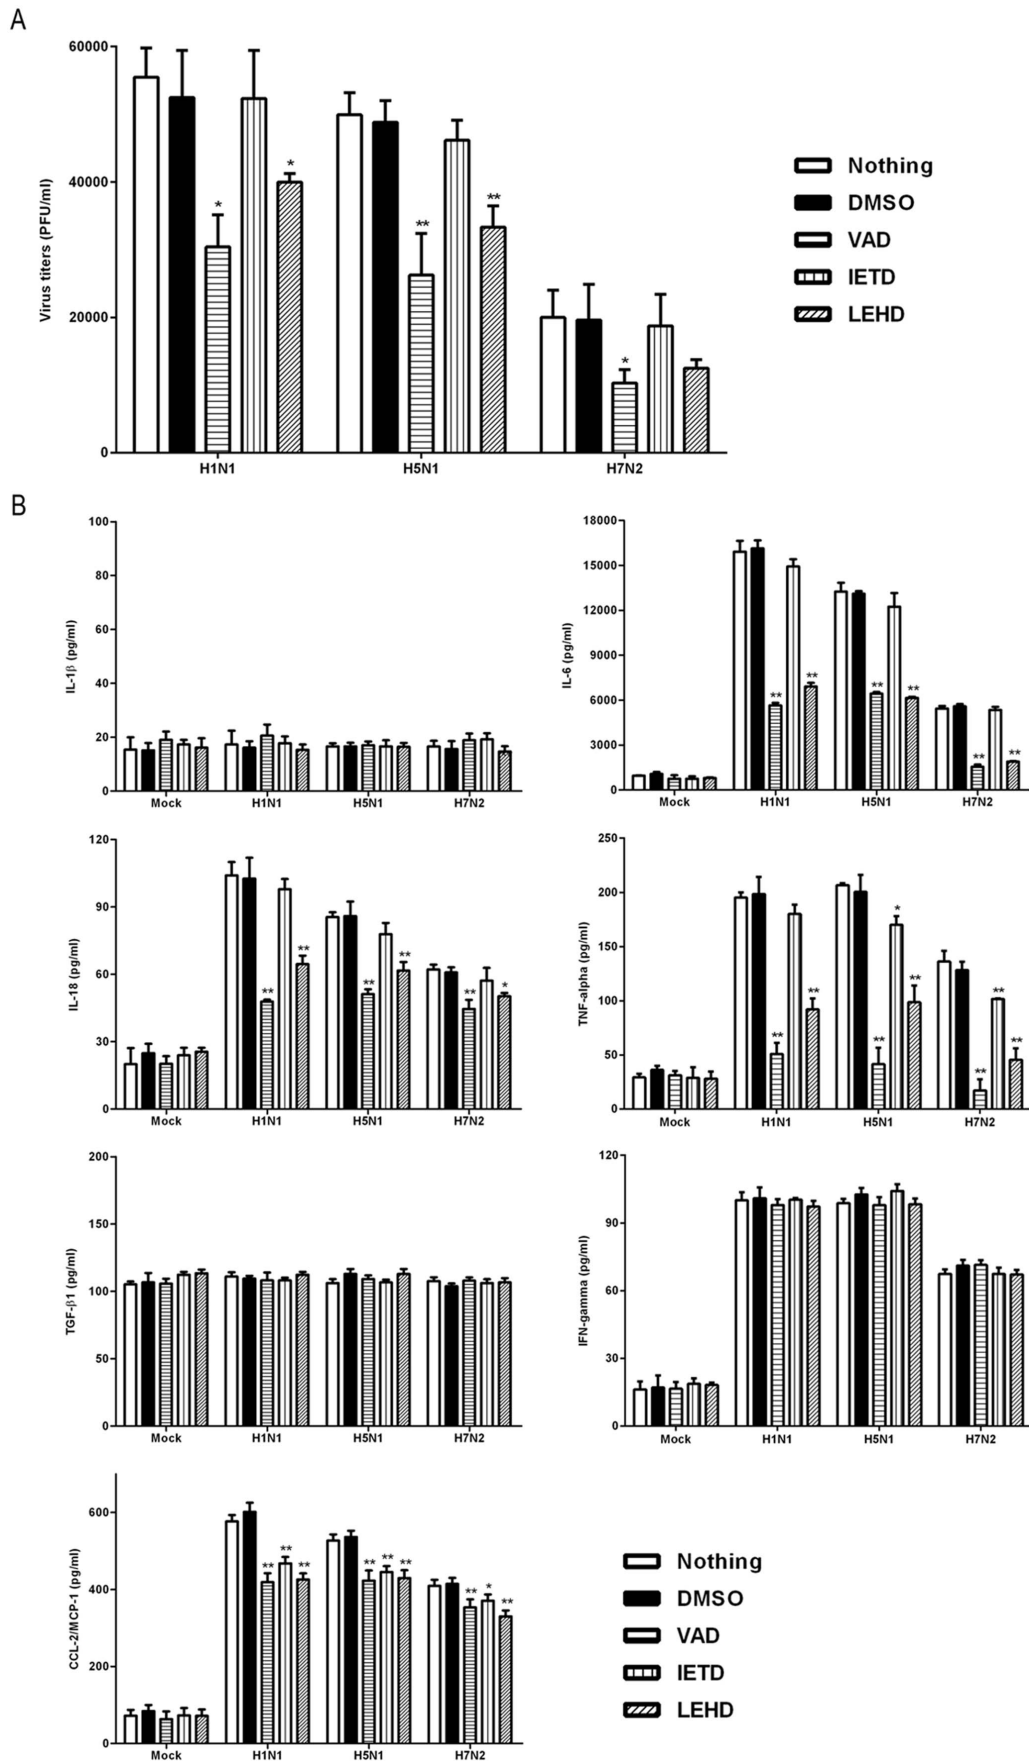 A
60000
40000
20000
0
Virus titers (PFU/ml)
*
*
**
**
*
H1N1
H5N1
H7N2
Nothing
DMSO
VAD
IETD
LEHD
B
100
80
60
40
20
0
IL-1β (pg/ml)
Mock
H1N1
H5N1
H7N2
18000
15000
12000
9000
6000
3000
0
IL-6 (pg/ml)
**
**
**
**
**
**
Mock
H1N1
H5N1
H7N2
120
90
60
30
0
IL-18 (pg/ml)
**
**
**
**
**
*
Mock
H1N1
H5N1
H7N2
250
200
150
100
50
0
TNF-alpha (pg/ml)
**
**
**
*
**
**
**
**
Mock
H1N1
H5N1
H7N2
200
150
100
50
0
TGF-β1 (pg/ml)
Mock
H1N1
H5N1
H7N2
120
90
60
30
0
IFN-gamma (pg/ml)
Mock
H1N1
H5N1
H7N2
600
400
200
0
CCL-2/MCP-1 (pg/ml)
**
**
**
**
**
**
**
*
**
Mock
H1N1
H5N1
H7N2
Nothing
DMSO
VAD
IETD
LEHD